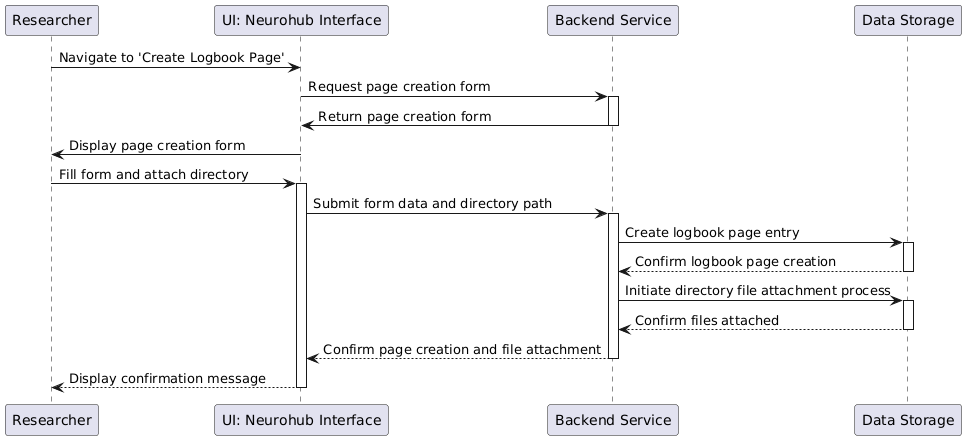 Researcher
UI: Neurohub Interface
Backend Service
Data Storage
Navigate to 'Create Logbook Page'
Request page creation form
Return page creation form
Display page creation form
Fill form and attach directory
Submit form data and directory path
Create logbook page entry
Confirm logbook page creation
Initiate directory file attachment process
Confirm files attached
Confirm page creation and file attachment
Display confirmation message
Researcher
UI: Neurohub Interface
Backend Service
Data Storage